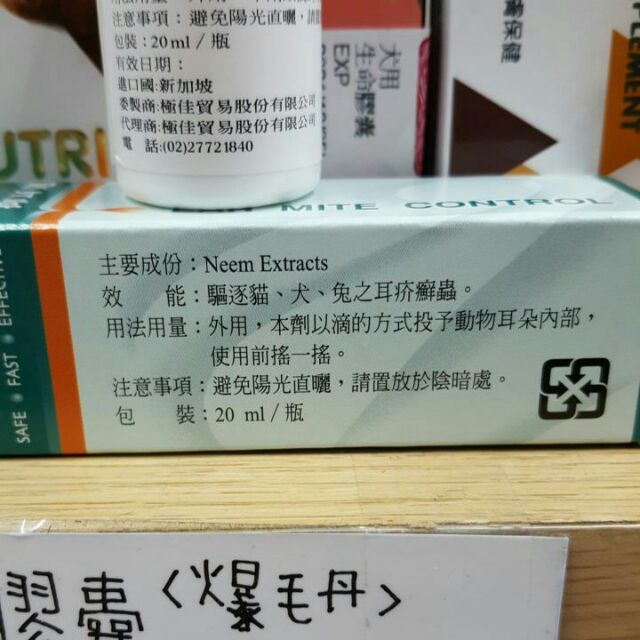 注意事項：避免陽光直曬，請
包裝：20ml／瓶
有效日期：
進口國:新加坡
委製商:極佳貿易股份有限公司
代理商:極佳貿易股份有限公司
電　話:(02)27721840
犬用
生命膠囊
EXP
膚保健
PLEMENT
UTRI
MITE CONTROL
SAFE FAST EFFECTIVE
主要成份：Neem Extracts
效　能：驅逐貓、犬、兔之耳疥癬蟲。
用法用量：外用，本劑以滴的方式投予動物耳朵內部，
使用前搖一搖。
注意事項：避免陽光直曬，請置放於陰暗處。
包　裝：20 ml／瓶
膠囊〈爆毛丹〉